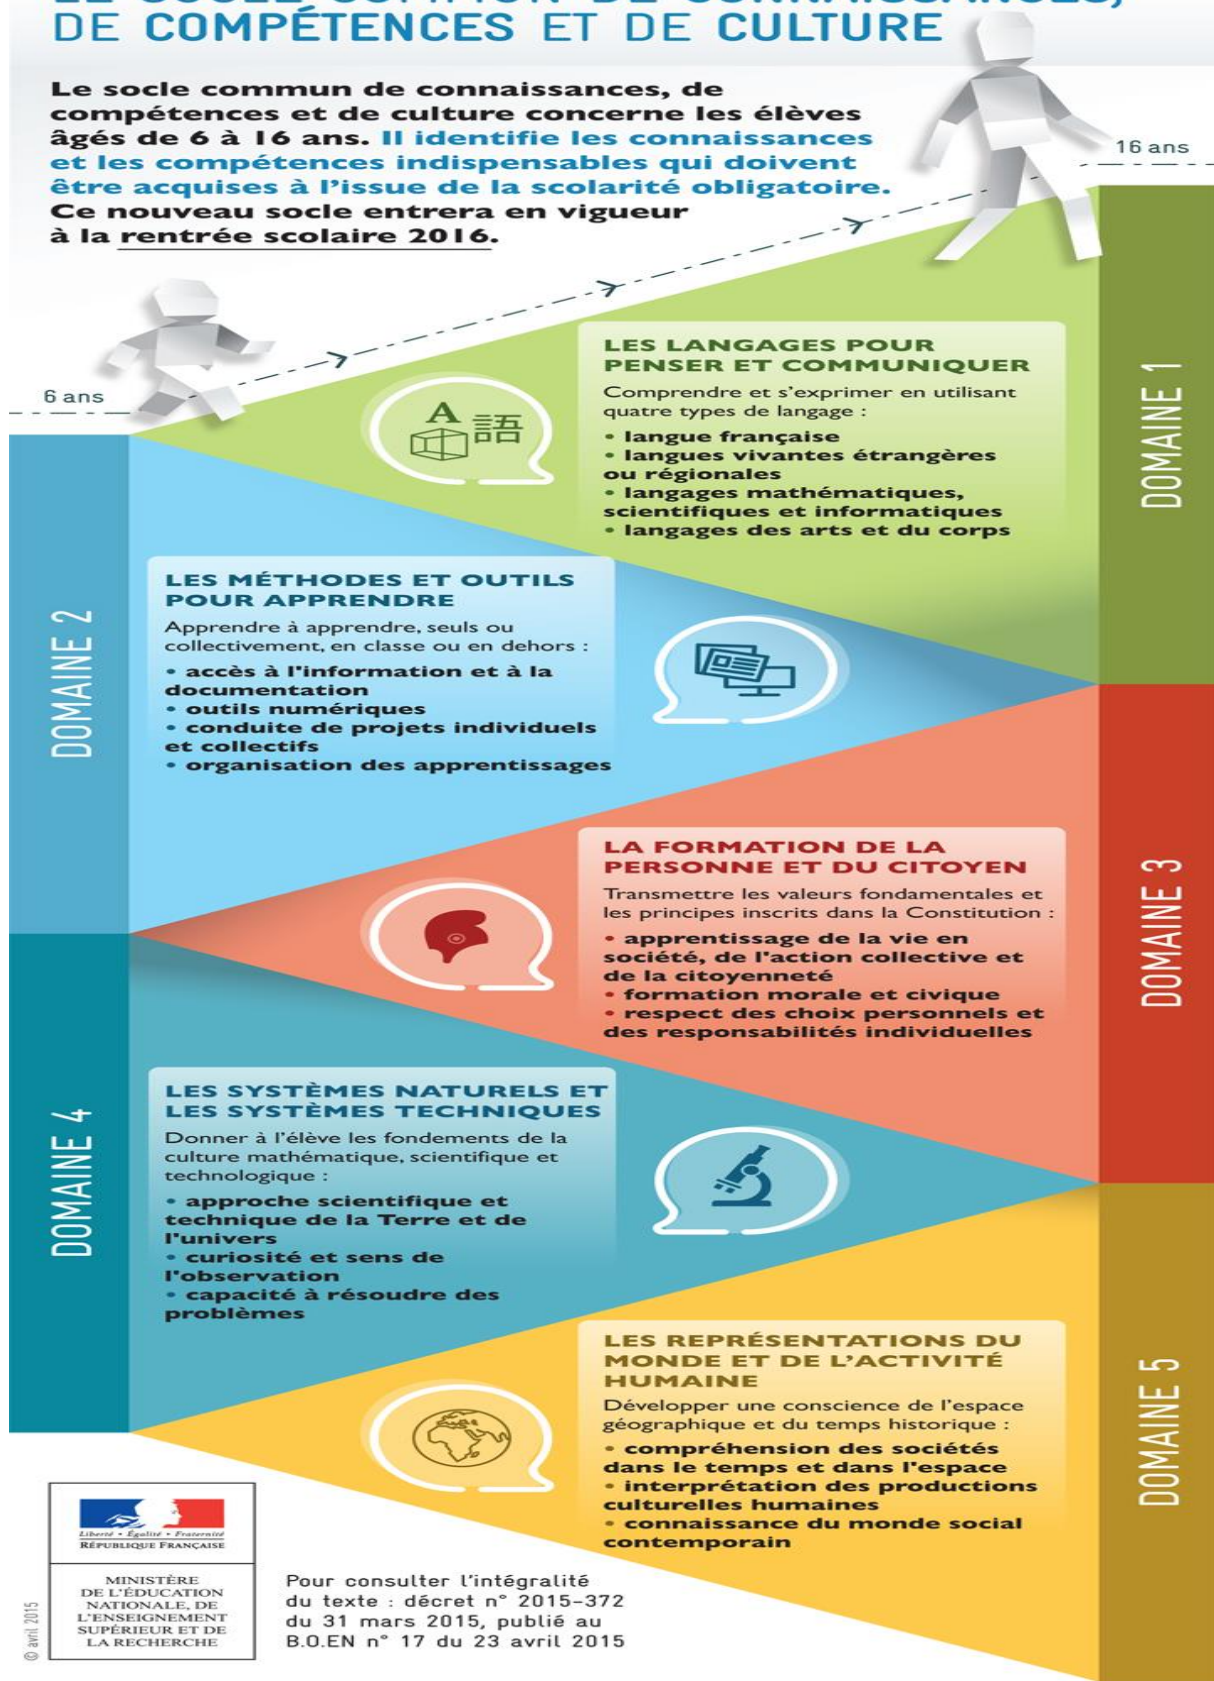 LE SOCLE COMMUN DE CONNAISSANCES,
DE COMPÉTENCES ET DE CULTURE
Le socle commun de connaissances, de
compétences et de culture concerne les élèves
âgés de 6 à 16 ans. Il identifie les connaissances
et les compétences indispensables qui doivent
être acquises à l'issue de la scolarité obligatoire.
Ce nouveau socle entrera en vigueur
à la rentrée scolaire 2016.
16 ans
6 ans
DOMAINE 1
LES LANGAGES POUR
PENSER ET COMMUNIQUER
Comprendre et s'exprimer en utilisant
quatre types de langage :
• langue française
• langues vivantes étrangères
ou régionales
• langages mathématiques,
scientifiques et informatiques
• langages des arts et du corps
A 語
DOMAINE 2
LES MÉTHODES ET OUTILS
POUR APPRENDRE
Apprendre à apprendre, seuls ou
collectivement, en classe ou en dehors :
• accès à l'information et à la
documentation
• outils numériques
• conduite de projets individuels
et collectifs
• organisation des apprentissages
DOMAINE 3
LA FORMATION DE LA
PERSONNE ET DU CITOYEN
Transmettre les valeurs fondamentales et
les principes inscrits dans la Constitution :
• apprentissage de la vie en
société, de l'action collective et
de la citoyenneté
• formation morale et civique
• respect des choix personnels et
des responsabilités individuelles
DOMAINE 4
LES SYSTÈMES NATURELS ET
LES SYSTÈMES TECHNIQUES
Donner à l'élève les fondements de la
culture mathématique, scientifique et
technologique :
• approche scientifique et
technique de la Terre et de
l'univers
• curiosité et sens de
l'observation
• capacité à résoudre des
problèmes
DOMAINE 5
LES REPRÉSENTATIONS DU
MONDE ET DE L'ACTIVITÉ
HUMAINE
Développer une conscience de l'espace
géographique et du temps historique :
• compréhension des sociétés
dans le temps et dans l'espace
• interprétation des productions
culturelles humaines
• connaissance du monde social
contemporain
Liberté • Égalité • Fraternité
RÉPUBLIQUE FRANÇAISE
MINISTÈRE
DE L'ÉDUCATION
NATIONALE, DE
L'ENSEIGNEMENT
SUPÉRIEUR ET DE
LA RECHERCHE
© avril 2015
Pour consulter l'intégralité
du texte : décret n° 2015-372
du 31 mars 2015, publié au
B.O.EN n° 17 du 23 avril 2015